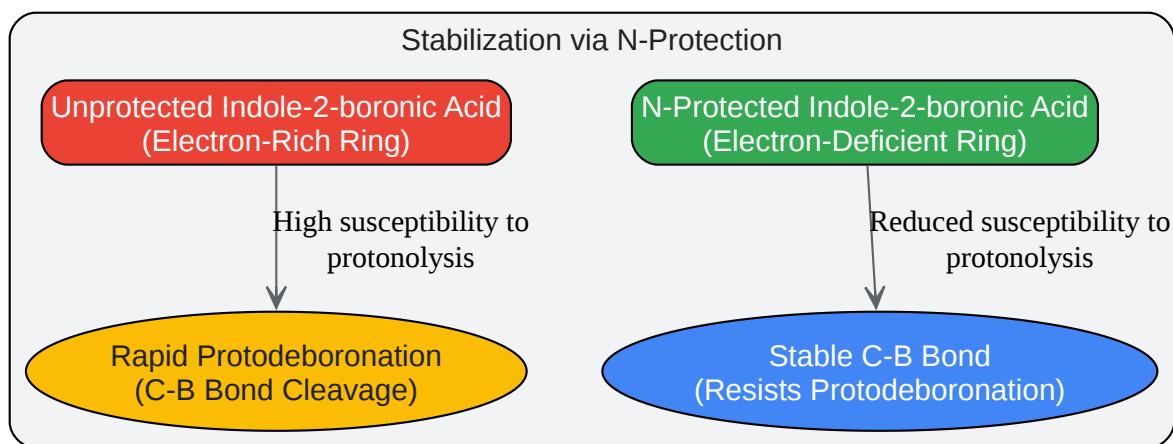 Stabilization via N-Protection
Unprotected Indole-2-boronic Acid
(Electron-Rich Ring)
N-Protected Indole-2-boronic Acid
(Electron-Deficient Ring)
High susceptibility to
protonolysis
Reduced susceptibility to
protonolysis
Rapid Protodeboronation
(C-B Bond Cleavage)
Stable C-B Bond
(Resists Protodeboronation)